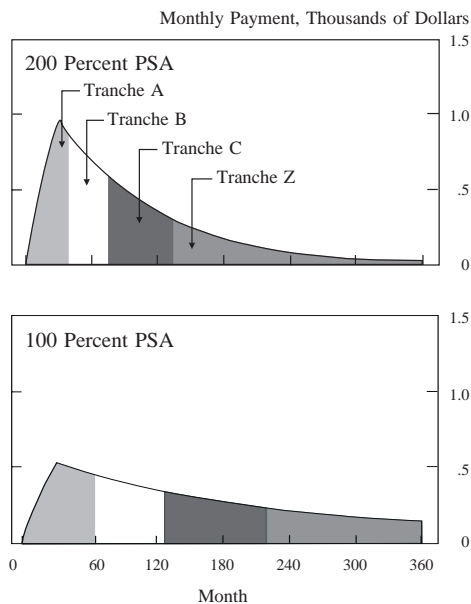 Monthly Payment, Thousands of Dollars
1.5
200 Percent PSA
Tranche A
Tranche B
1.0
Tranche C
Tranche Z
.5
0
1.5
100 Percent PSA
1.0
.5
0
0 60 120 180 240 300 360
Month